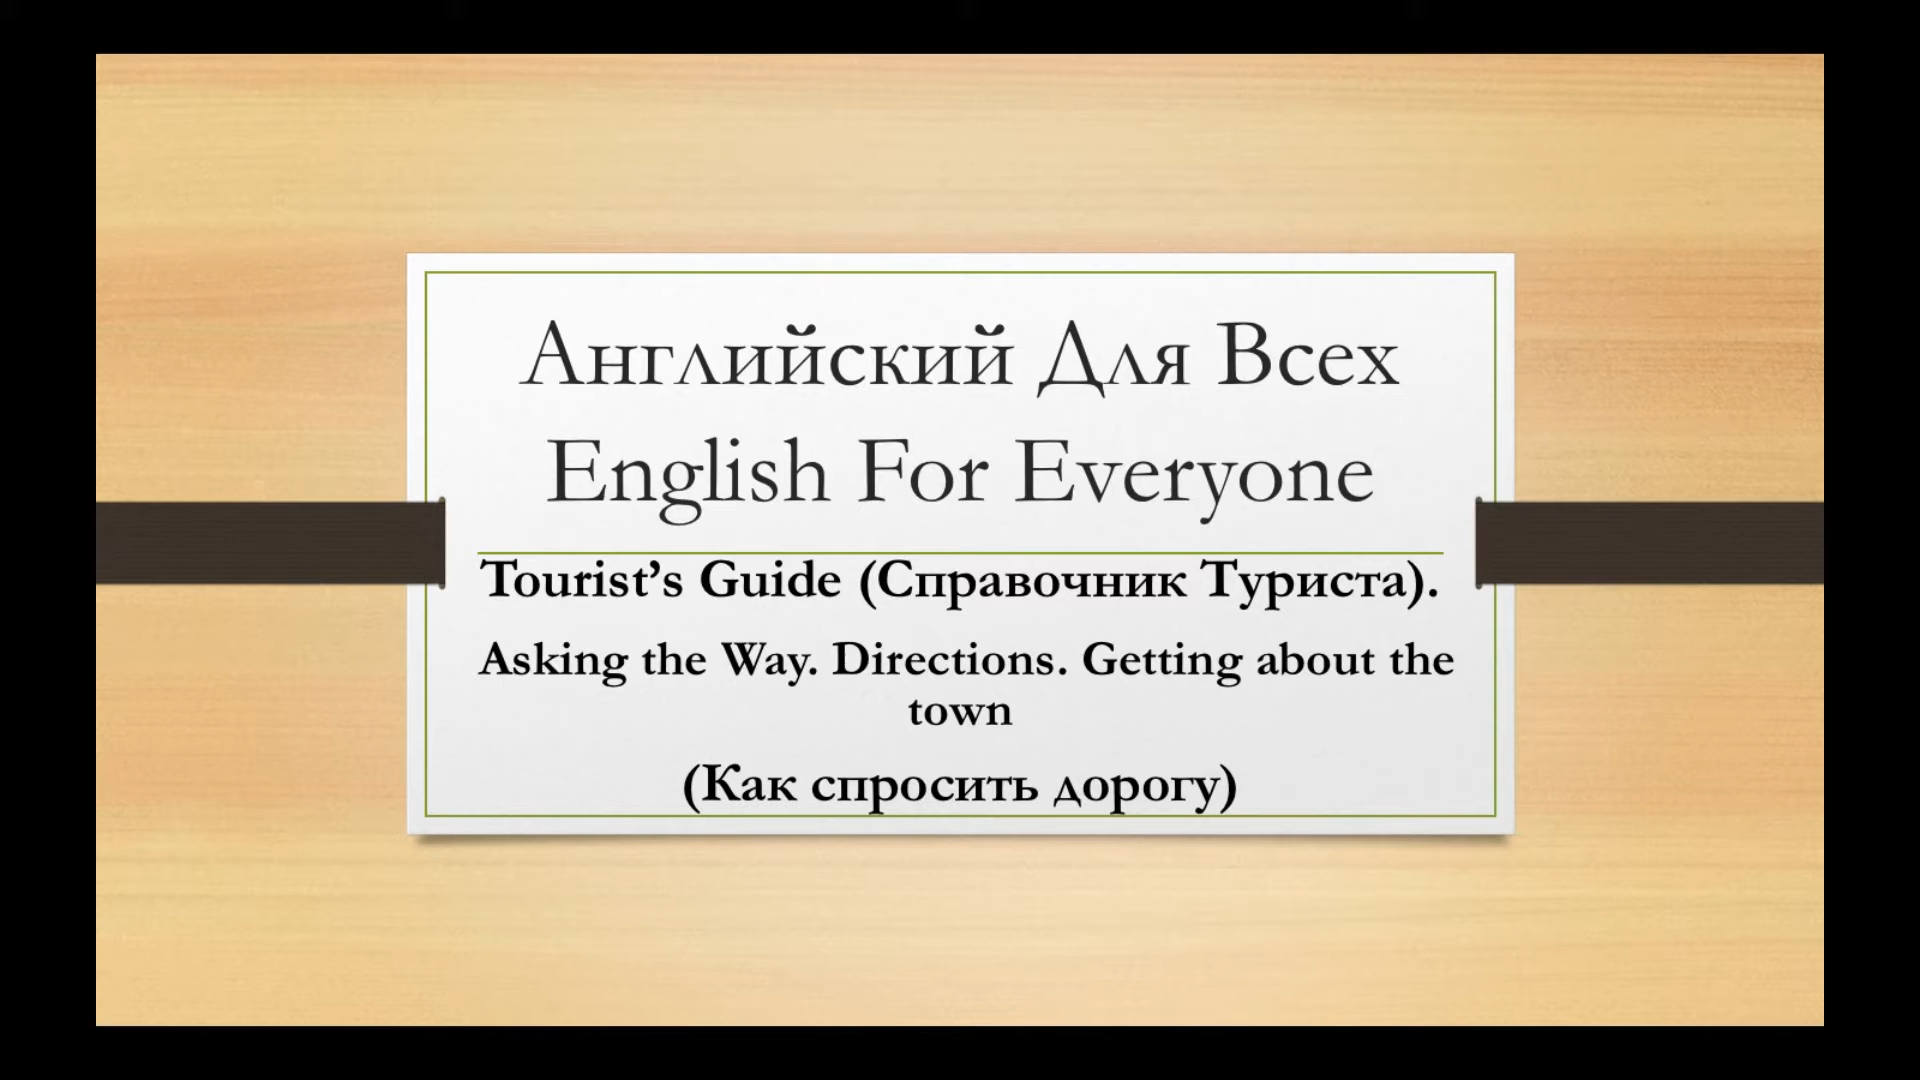 Английский Для Всех
English For Everyone
Tourist’s Guide (Справочник Туриста).
Asking the Way. Directions. Getting about the
town
(Как спросить дорогу)